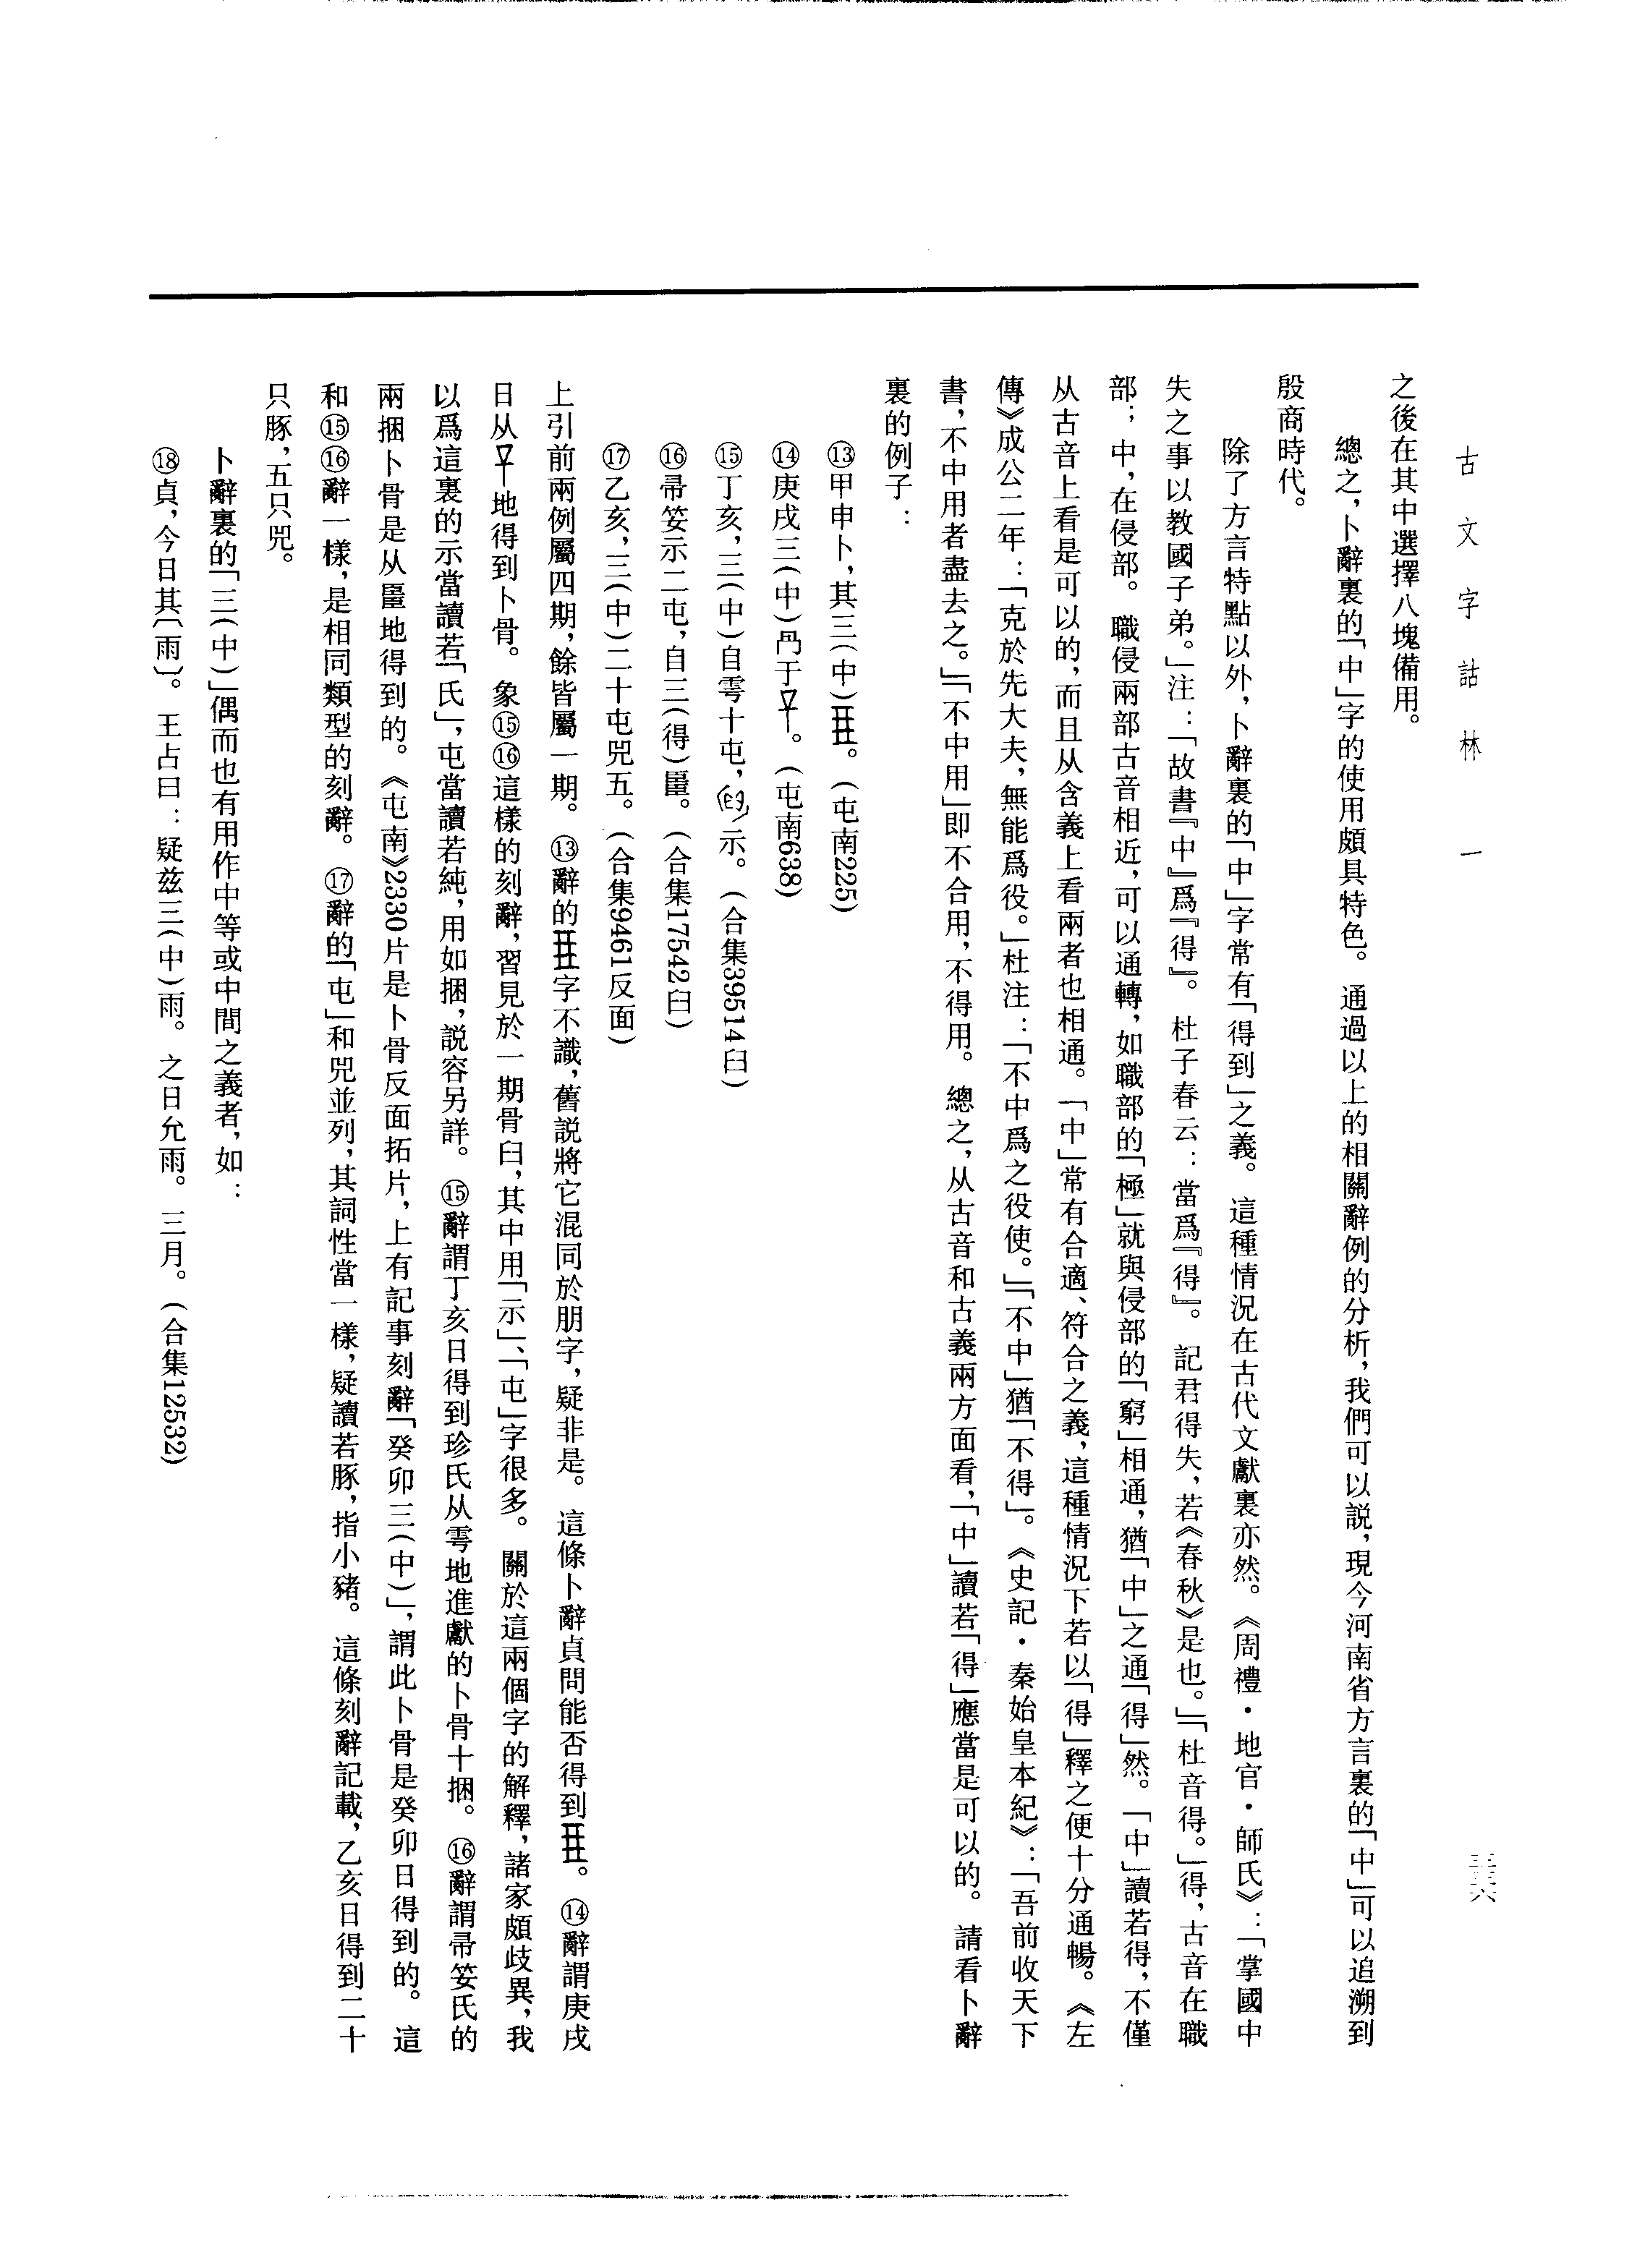 古文字詁林 一
之後在其中選擇八塊備用。
總之,卜辭裏的「中」字的使用頗具特色。通過以上的相關辭例的分析,我們可以説,現今河南省方言裏的「中」可以追溯到
殷商時代。
除了方言特點以外,卜辭裏的「中」字常有「得到」之義。這種情況在古代文獻裏亦然。《周禮·地官·師氏》:「掌國中
失之事以教國子弟。」注:「故書『中』爲『得』。杜子春云:當爲『得』。記君得失,若《春秋》是也。」「杜音得。」得,古音在職
部;中,在侵部。職侵兩部古音相近,可以通轉,如職部的「極」就與侵部的「窮」相通,猶「中」之通「得」然。「中」讀若得,不僅
从古音上看是可以的,而且从含義上看兩者也相通。「中」常有合適、符合之義,這種情況下若以「得」釋之便十分通暢。《左
傳》成公二年:「克於先大夫,無能爲役。」杜注:「不中爲之役使。」「不中」猶「不得」。《史記·秦始皇本紀》:「吾前收天下
書,不中用者盡去之。」「不中用」即不合用,不得用。總之,从古音和古義兩方面看,「中」讀若「得」應當是可以的。請看卜辭
裏的例子:
⑬甲申卜,其三(中)。(屯南225)
⑭庚戌三(中)冎于。(屯南638)
⑮丁亥,三(中)自雩十屯,示。(合集39514臼)
⑯帚妛示二屯,自三(得)𤲞。(合集17542臼)
⑰乙亥,三(中)二十屯兕五。(合集9461反面)
上引前兩例屬四期,餘皆屬一期。⑬辭的字不識,舊説將它混同於朋字,疑非是。這條卜辭貞問能否得到。⑭辭謂庚戌
日从地得到卜骨。象⑮⑯這樣的刻辭,習見於一期骨臼,其中用「示」、「屯」字很多。關於這兩個字的解釋,諸家頗歧異,我
以爲這裏的示當讀若「氏」,屯當讀若純,用如捆,説容另詳。⑮辭謂丁亥日得到珍氏从雩地進獻的卜骨十捆。⑯辭謂帚妛氏的
兩捆卜骨是从𤲞地得到的。《屯南》2330片是卜骨反面拓片,上有記事刻辭「癸卯三(中)」,謂此卜骨是癸卯日得到的。這
和⑮⑯辭一樣,是相同類型的刻辭。⑰辭的「屯」和兕並列,其詞性當一樣,疑讀若豚,指小豬。這條刻辭記載,乙亥日得到二十
只豚,五只兕。
卜辭裏的「三(中)」偶而也有用作中等或中間之義者,如:
⑱貞,今日其〔雨〕。王占曰:疑茲三(中)雨。之日允雨。三月。(合集12532)